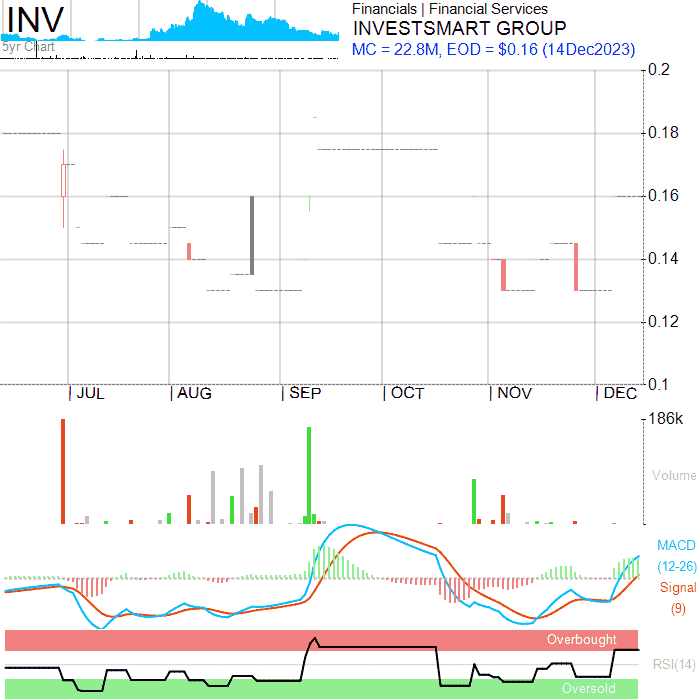 INV
5yr Chart
Financials | Financial Services
INVESTSMART GROUP
MC = 22.8M, EOD = $0.16 (14Dec2023)
0.2
0.18
0.16
0.14
0.12
0.1
JUL AUG SEP OCT NOV DEC
186k
Volume
MACD
(12-26)
Signal
(9)
Overbought
RSI(14)
Oversold